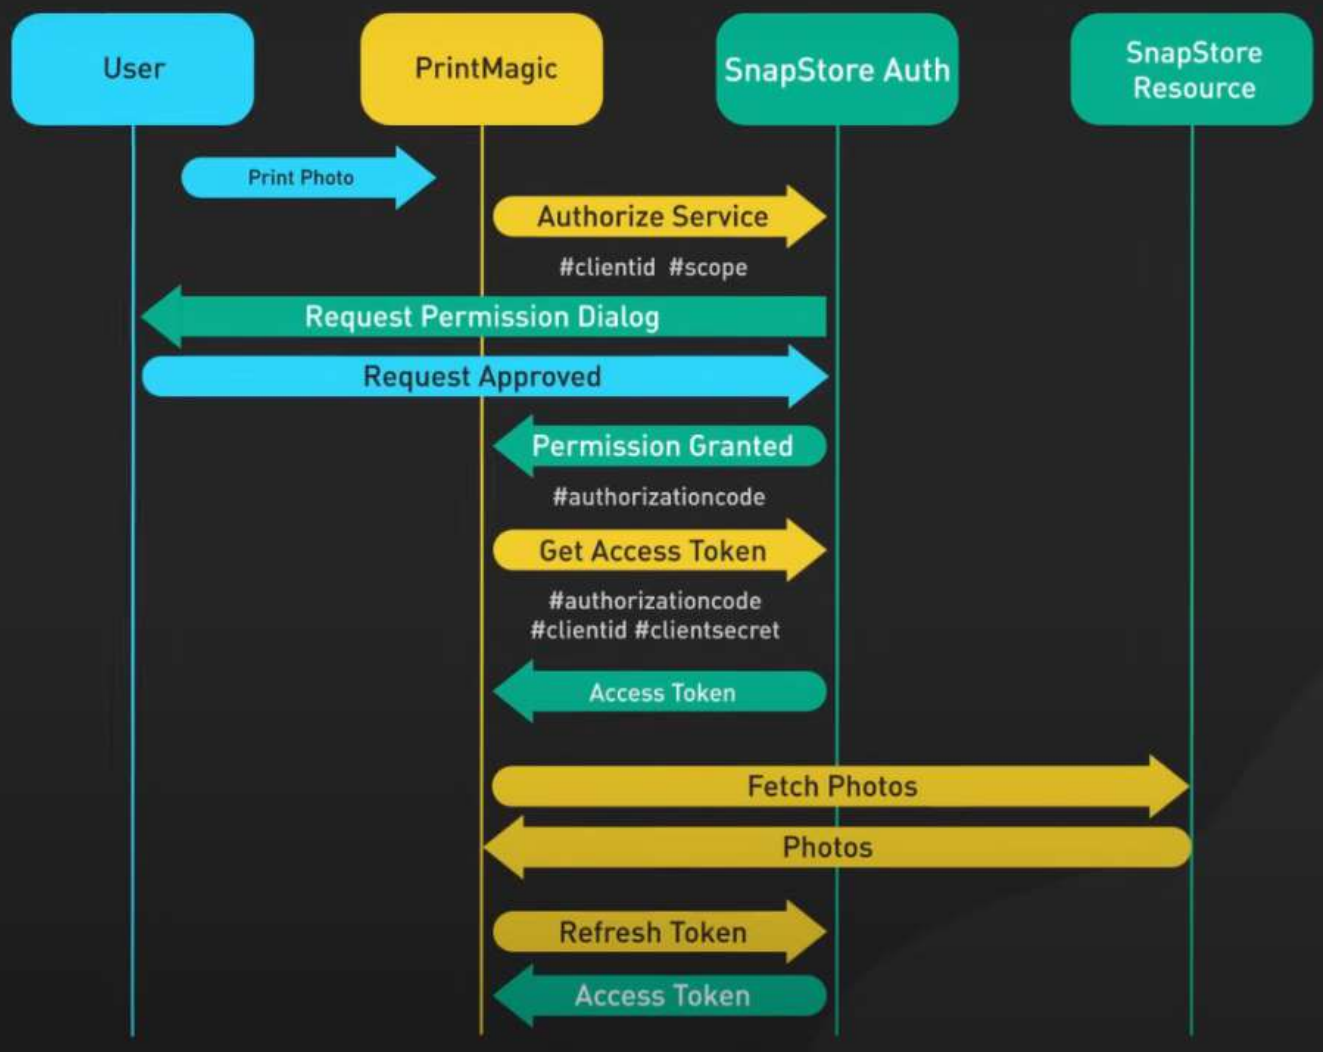 User
PrintMagic
SnapStore Auth
SnapStore
Resource
Print Photo
Authorize Service
#clientid #scope
Request Permission Dialog
Request Approved
Permission Granted
#authorizationcode
Get Access Token
#authorizationcode
#clientid #clientsecret
Access Token
Fetch Photos
Photos
Refresh Token
Access Token